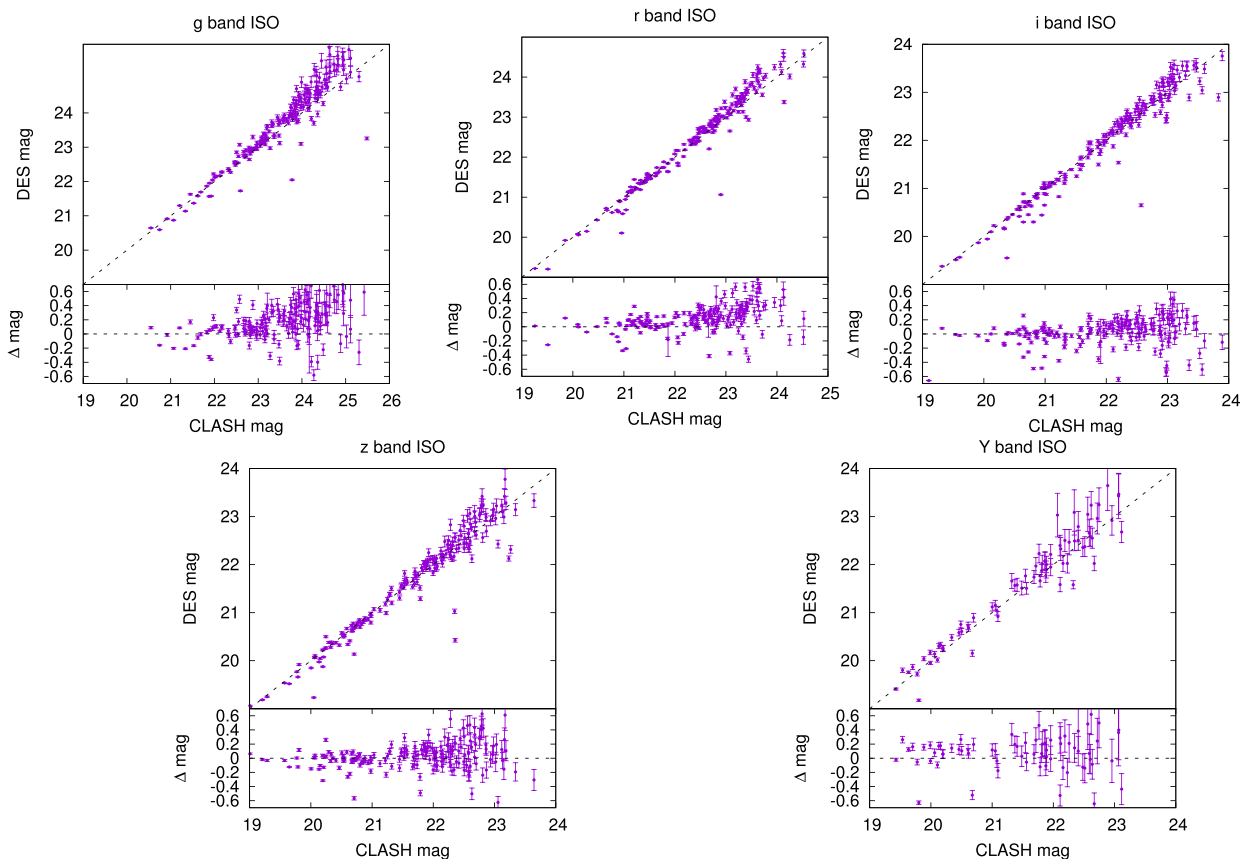 g band ISO
DES mag
24
23
22
21
20
Δ mag
0.6
0.4
0.2
0
-0.2
-0.4
-0.6
19 20 21 22 23 24 25 26
CLASH mag
r band ISO
DES mag
24
23
22
21
20
Δ mag
0.6
0.4
0.2
0
-0.2
-0.4
-0.6
19 20 21 22 23 24 25
CLASH mag
i band ISO
DES mag
24
23
22
21
20
Δ mag
0.6
0.4
0.2
0
-0.2
-0.4
-0.6
19 20 21 22 23 24
CLASH mag
z band ISO
DES mag
24
23
22
21
20
Δ mag
0.6
0.4
0.2
0
-0.2
-0.4
-0.6
19 20 21 22 23 24
CLASH mag
Y band ISO
DES mag
24
23
22
21
20
Δ mag
0.6
0.4
0.2
0
-0.2
-0.4
-0.6
19 20 21 22 23 24
CLASH mag